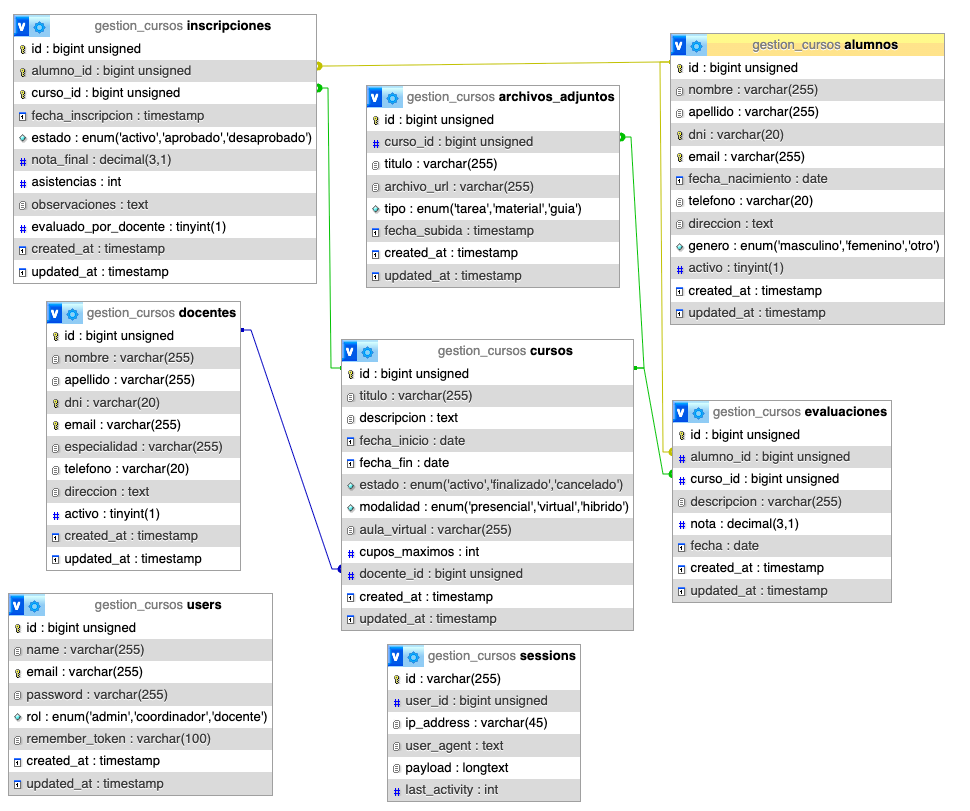 v gestion_cursos inscripciones
id : bigint unsigned
alumno_id : bigint unsigned
curso_id : bigint unsigned
fecha_inscripcion : timestamp
estado : enum('activo','aprobado','desaprobado')
nota_final : decimal(3,1)
asistencias : int
observaciones : text
evaluado_por_docente : tinyint(1)
created_at : timestamp
updated_at : timestamp
v gestion_cursos archivos_adjuntos
id : bigint unsigned
curso_id : bigint unsigned
titulo : varchar(255)
archivo_url : varchar(255)
tipo : enum('tarea','material','guia')
fecha_subida : timestamp
created_at : timestamp
updated_at : timestamp
v gestion_cursos alumnos
id : bigint unsigned
nombre : varchar(255)
apellido : varchar(255)
dni : varchar(20)
email : varchar(255)
fecha_nacimiento : date
telefono : varchar(20)
direccion : text
genero : enum('masculino','femenino','otro')
activo : tinyint(1)
created_at : timestamp
updated_at : timestamp
v gestion_cursos docentes
id : bigint unsigned
nombre : varchar(255)
apellido : varchar(255)
dni : varchar(20)
email : varchar(255)
especialidad : varchar(255)
telefono : varchar(20)
direccion : text
activo : tinyint(1)
created_at : timestamp
updated_at : timestamp
v gestion_cursos cursos
id : bigint unsigned
titulo : varchar(255)
descripcion : text
fecha_inicio : date
fecha_fin : date
estado : enum('activo','finalizado','cancelado')
modalidad : enum('presencial','virtual','hibrido')
aula_virtual : varchar(255)
cupos_maximos : int
docente_id : bigint unsigned
created_at : timestamp
updated_at : timestamp
v gestion_cursos evaluaciones
id : bigint unsigned
alumno_id : bigint unsigned
curso_id : bigint unsigned
descripcion : varchar(255)
nota : decimal(3,1)
fecha : date
created_at : timestamp
updated_at : timestamp
v gestion_cursos users
id : bigint unsigned
name : varchar(255)
email : varchar(255)
password : varchar(255)
rol : enum('admin','coordinador','docente')
remember_token : varchar(100)
created_at : timestamp
updated_at : timestamp
v gestion_cursos sessions
id : varchar(255)
user_id : bigint unsigned
ip_address : varchar(45)
user_agent : text
payload : longtext
last_activity : int